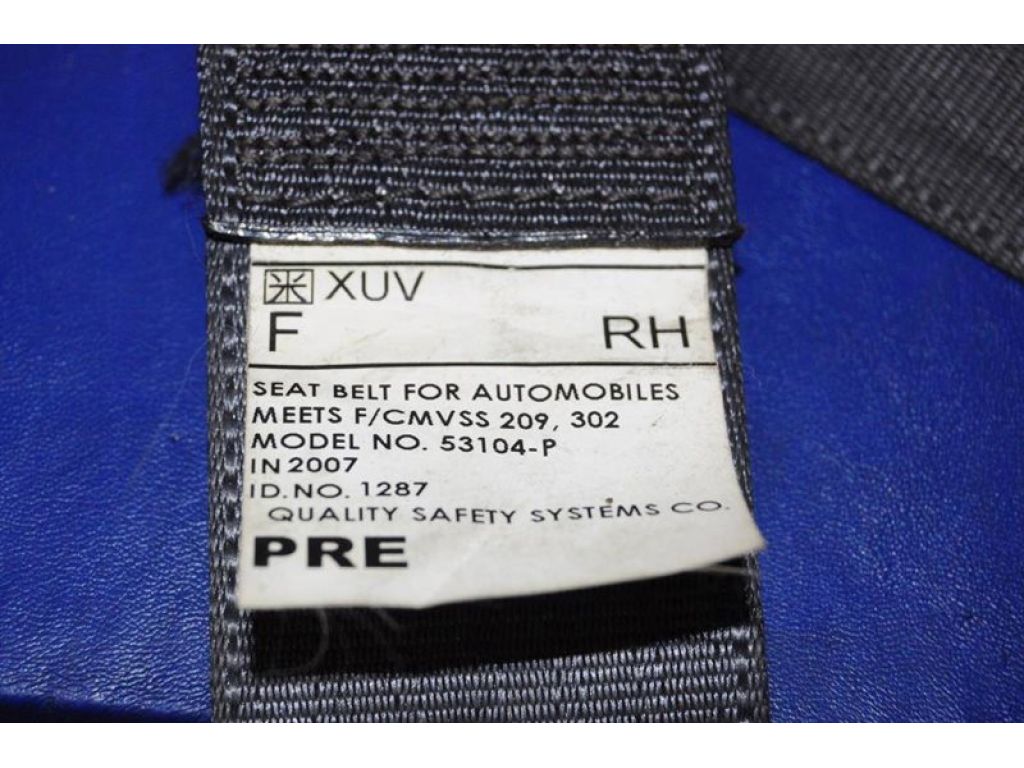 XUV
F RH
SEAT BELT FOR AUTOMOBILES
MEETS F/CMVSS 209, 302
MODEL NO. 53104-P
IN 2007
ID.NO. 1287
QUALITY SAFETY SYSTEMS CO.
PRE